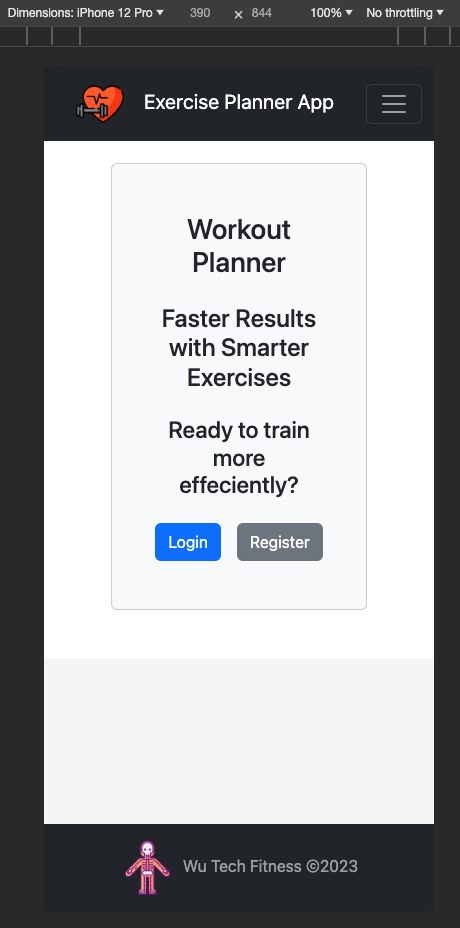 Dimensions: iPhone 12 Pro ▾ 390 × 844 100% ▾ No throttling ▾
Exercise Planner App
Workout
Planner
Faster Results
with Smarter
Exercises
Ready to train
more
effeciently?
Login Register
Wu Tech Fitness ©2023